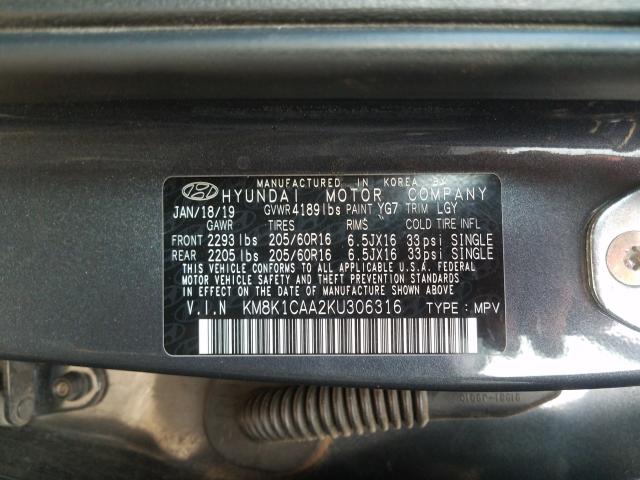 MANUFACTURED IN KOREA BY
HYUNDAI MOTOR COMPANY
JAN/18/19 GVWR 4189lbs PAINT YG7 TRIM LGY
GAWR TIRES RIMS COLD TIRE INFL
FRONT 2293 lbs 205/60R16 6.5JX16 33psi SINGLE
REAR 2205 lbs 205/60R16 6.5JX16 33psi SINGLE
THIS VEHICLE CONFORMS TO ALL APPLICABLE U.S.A. FEDERAL
MOTOR VEHICLE SAFETY AND THEFT PREVENTION STANDARDS
IN EFFECT ON THE DATE OF MANUFACTURE SHOWN ABOVE.
V.I.N KM8K1CAA2KU306316 TYPE: MPV